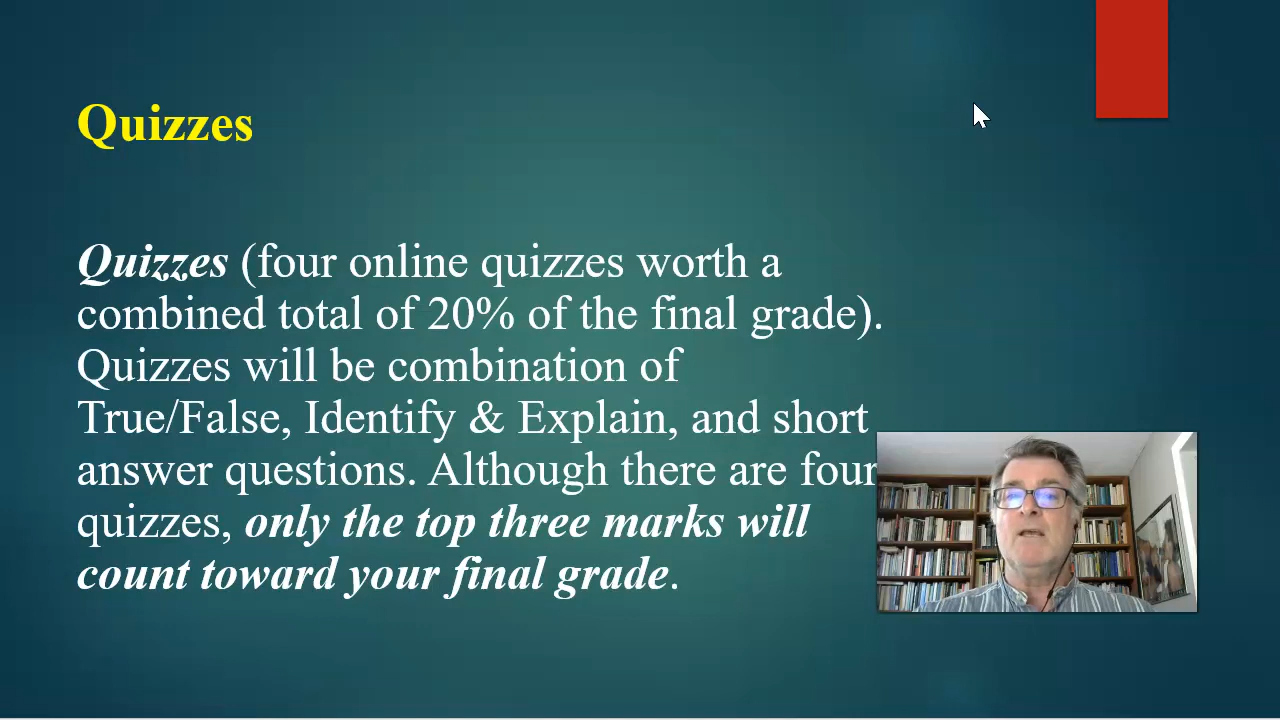 Quizzes
Quizzes (four online quizzes worth a
combined total of 20% of the final grade).
Quizzes will be combination of
True/False, Identify & Explain, and short
answer questions. Although there are four
quizzes, only the top three marks will
count toward your final grade.